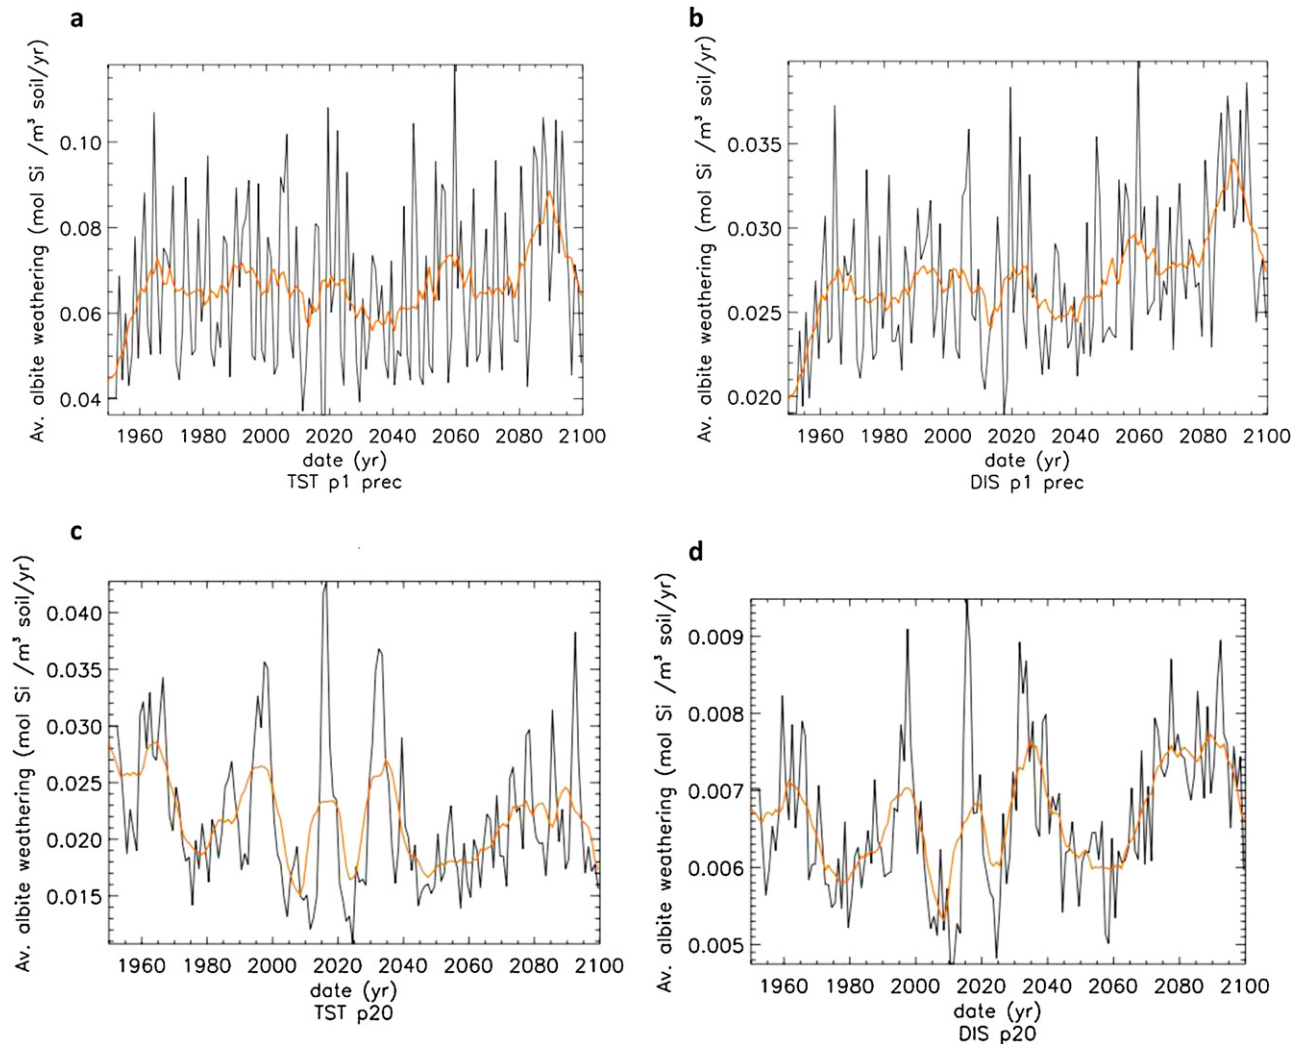 a
Av. albite weathering (mol Si /m³ soil/yr)
0.10
0.08
0.06
0.04
1960 1980 2000 2020 2040 2060 2080 2100
date (yr)
TST p1 prec
b
Av. albite weathering (mol Si /m³ soil/yr)
0.035
0.030
0.025
0.020
1960 1980 2000 2020 2040 2060 2080 2100
date (yr)
DIS p1 prec
c
Av. albite weathering (mol Si /m³ soil/yr)
0.040
0.035
0.030
0.025
0.020
0.015
1960 1980 2000 2020 2040 2060 2080 2100
date (yr)
TST p20
d
Av. albite weathering (mol Si /m³ soil/yr)
0.009
0.008
0.007
0.006
0.005
1960 1980 2000 2020 2040 2060 2080 2100
date (yr)
DIS p20